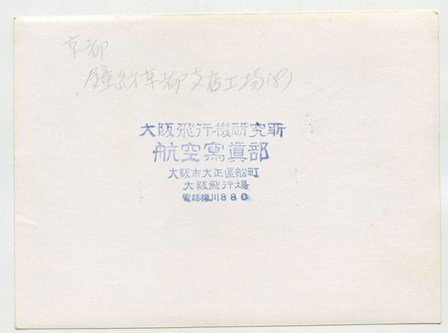 京都
京都支店工場(8)
大阪飛行機研究所
航空寫眞部
大阪市大正區船町
大阪飛行場
電話櫻川880